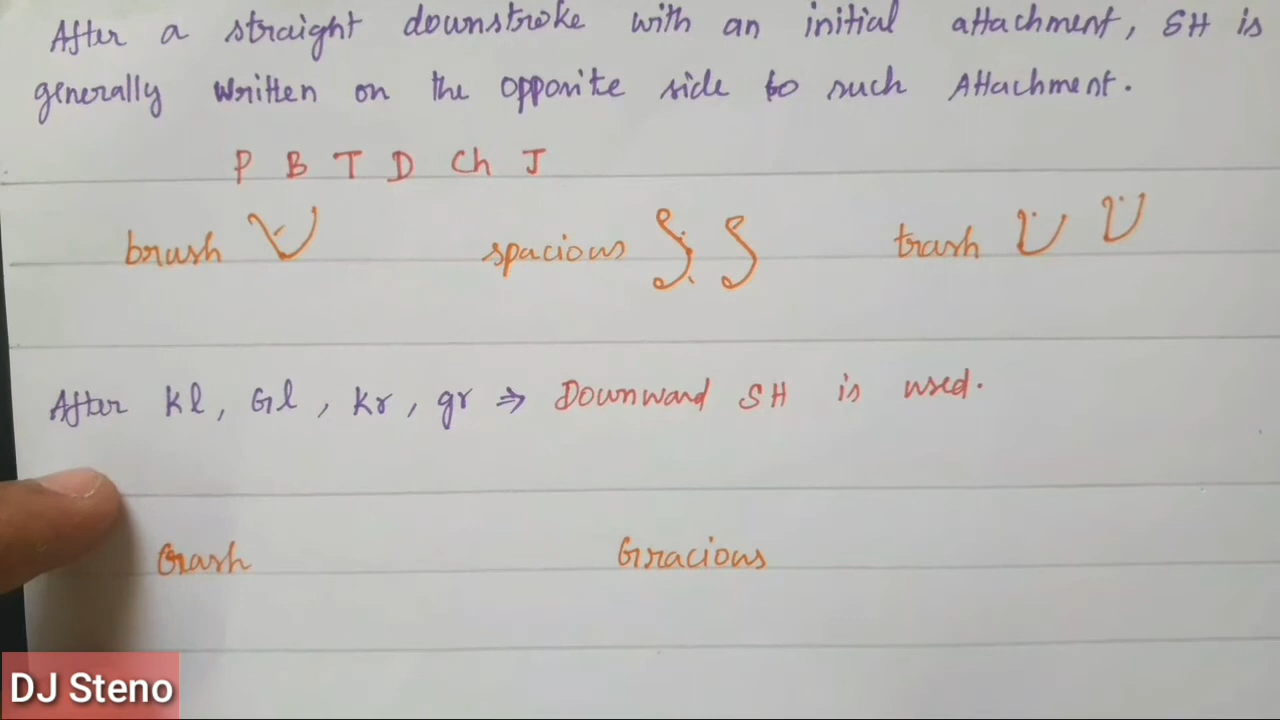 After a straight downstroke with an initial attachment, SH is
generally written on the opposite side to such Attachment.
P B T D Ch J
brush spacious trash
After Kl, Gl, Kr, gr ⇒ Downward SH is used.
Crash Gracious
DJ Steno